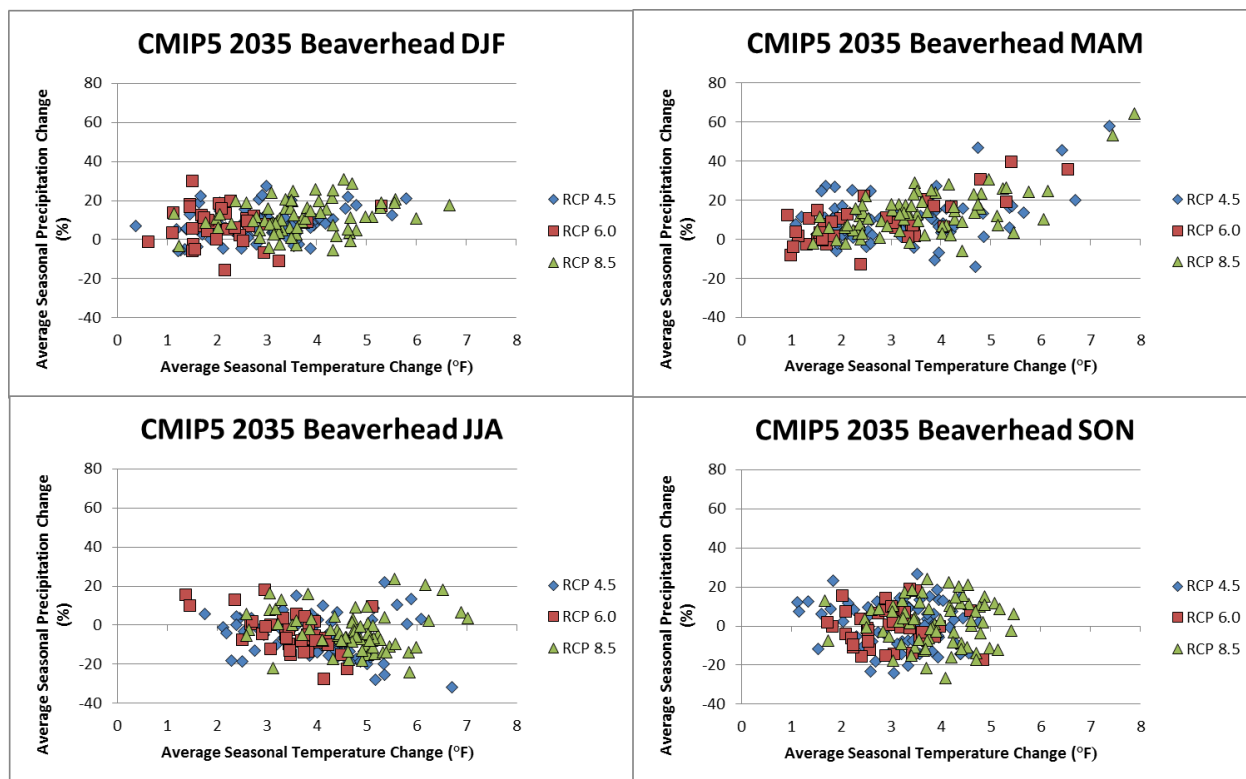 CMIP5 2035 Beaverhead DJF
Average Seasonal Precipitation Change
(%)
80
60
40
20
0
-20
-40
0 1 2 3 4 5 6 7 8
Average Seasonal Temperature Change (°F)
RCP 4.5
RCP 6.0
RCP 8.5
CMIP5 2035 Beaverhead MAM
Average Seasonal Precipitation Change
(%)
80
60
40
20
0
-20
-40
0 1 2 3 4 5 6 7 8
Average Seasonal Temperature Change (°F)
RCP 4.5
RCP 6.0
RCP 8.5
CMIP5 2035 Beaverhead JJA
Average Seasonal Precipitation Change
(%)
80
60
40
20
0
-20
-40
0 1 2 3 4 5 6 7 8
Average Seasonal Temperature Change (°F)
RCP 4.5
RCP 6.0
RCP 8.5
CMIP5 2035 Beaverhead SON
Average Seasonal Precipitation Change
(%)
80
60
40
20
0
-20
-40
0 1 2 3 4 5 6 7 8
Average Seasonal Temperature Change (°F)
RCP 4.5
RCP 6.0
RCP 8.5